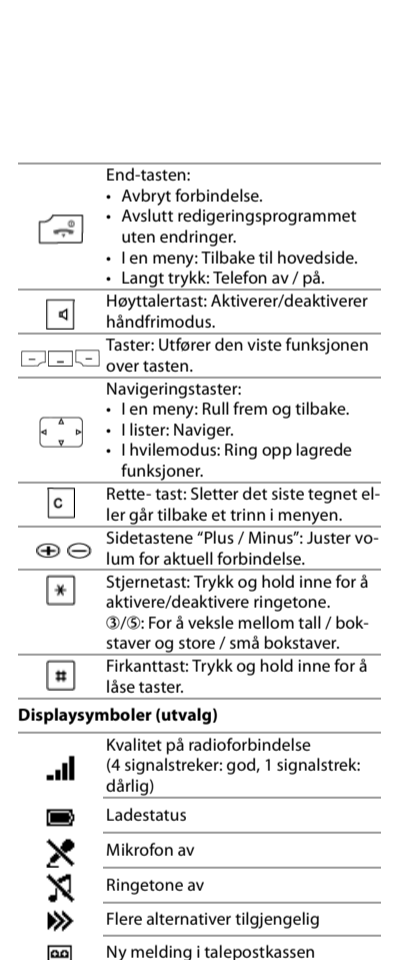 End-tasten:
• Avbryt forbindelse.
• Avslutt redigeringsprogrammet
uten endringer.
• I en meny: Tilbake til hovedside.
• Langt trykk: Telefon av / på.
Høyttalertast: Aktiverer/deaktiverer
håndfrimodus.
Taster: Utfører den viste funksjonen
over tasten.
Navigeringstaster:
• I en meny: Rull frem og tilbake.
• I lister: Naviger.
• I hvilemodus: Ring opp lagrede
funksjoner.
C
Rette- tast: Sletter det siste tegnet el-
ler går tilbake et trinn i menyen.
Sidetastene “Plus / Minus”: Juster vo-
lum for aktuell forbindelse.
*
Stjernetast: Trykk og hold inne for å
aktivere/deaktivere ringetone.
③/⑤: For å veksle mellom tall / bok-
staver og store / små bokstaver.
#
Firkanttast: Trykk og hold inne for å
låse taster.
Displaysymboler (utvalg)
Kvalitet på radioforbindelse
(4 signalstreker: god, 1 signalstrek:
dårlig)
Ladestatus
Mikrofon av
Ringetone av
Flere alternativer tilgjengelig
Ny melding i talepostkassen